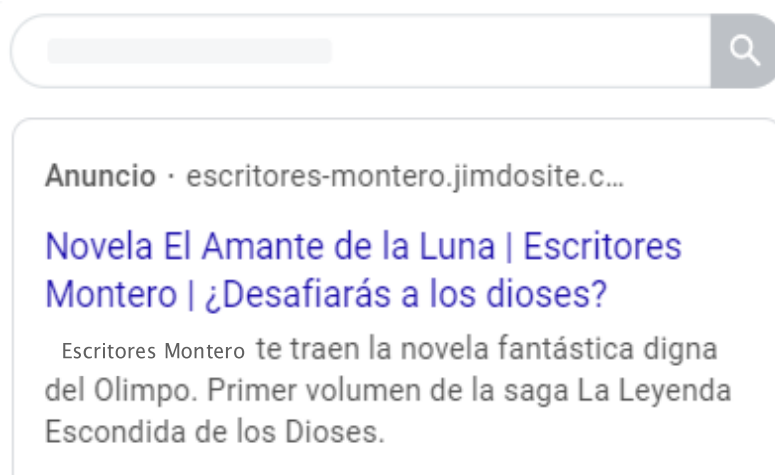 Anuncio · escritores-montero.jimdosite.c...
Novela El Amante de la Luna | Escritores
Montero | ¿Desafiarás a los dioses?
Escritores Montero te traen la novela fantástica digna
del Olimpo. Primer volumen de la saga La Leyenda
Escondida de los Dioses.